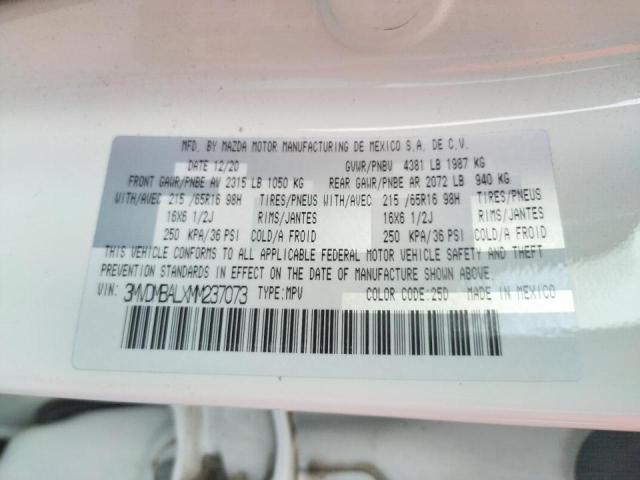 MFD. BY MAZDA MOTOR MANUFACTURING DE MEXICO S.A. DE C.V.
DATE 12/20 GVWR/PNBV 4381 LB 1987 KG
FRONT GAWR/PNBE AV 2315 LB 1050 KG REAR GAWR/PNBE AR 2072 LB 940 KG
WITH/AVEC 215 /65R16 98H TIRES/PNEUS WITH/AVEC 215 /65R16 98H TIRES/PNEUS
16X6 1/2J RIMS/JANTES 16X6 1/2J RIMS/JANTES
250 KPA/36 PSI COLD/A FROID 250 KPA/36 PSI COLD/A FROID
THIS VEHICLE CONFORMS TO ALL APPLICABLE FEDERAL MOTOR VEHICLE SAFETY AND THEFT
PREVENTION STANDARDS IN EFFECT ON THE DATE OF MANUFACTURE SHOWN ABOVE.
VIN: 3MVDMBALXMM237073 TYPE:MPV COLOR CODE:25D MADE IN MEXICO